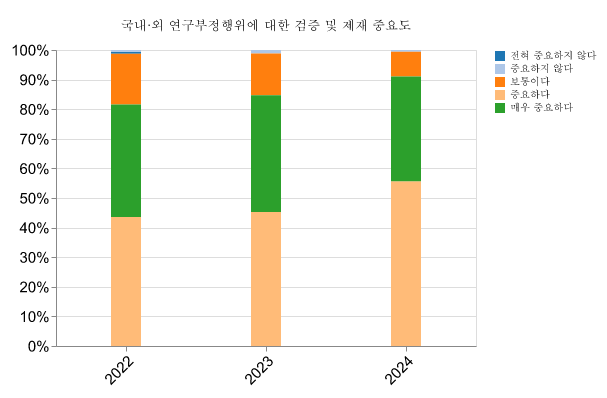 국내·외 연구부정행위에 대한 검증 및 제재 중요도
100%
90%
80%
70%
60%
50%
40%
30%
20%
10%
0%
2022
2023
2024
전혀 중요하지 않다
중요하지 않다
보통이다
중요하다
매우 중요하다